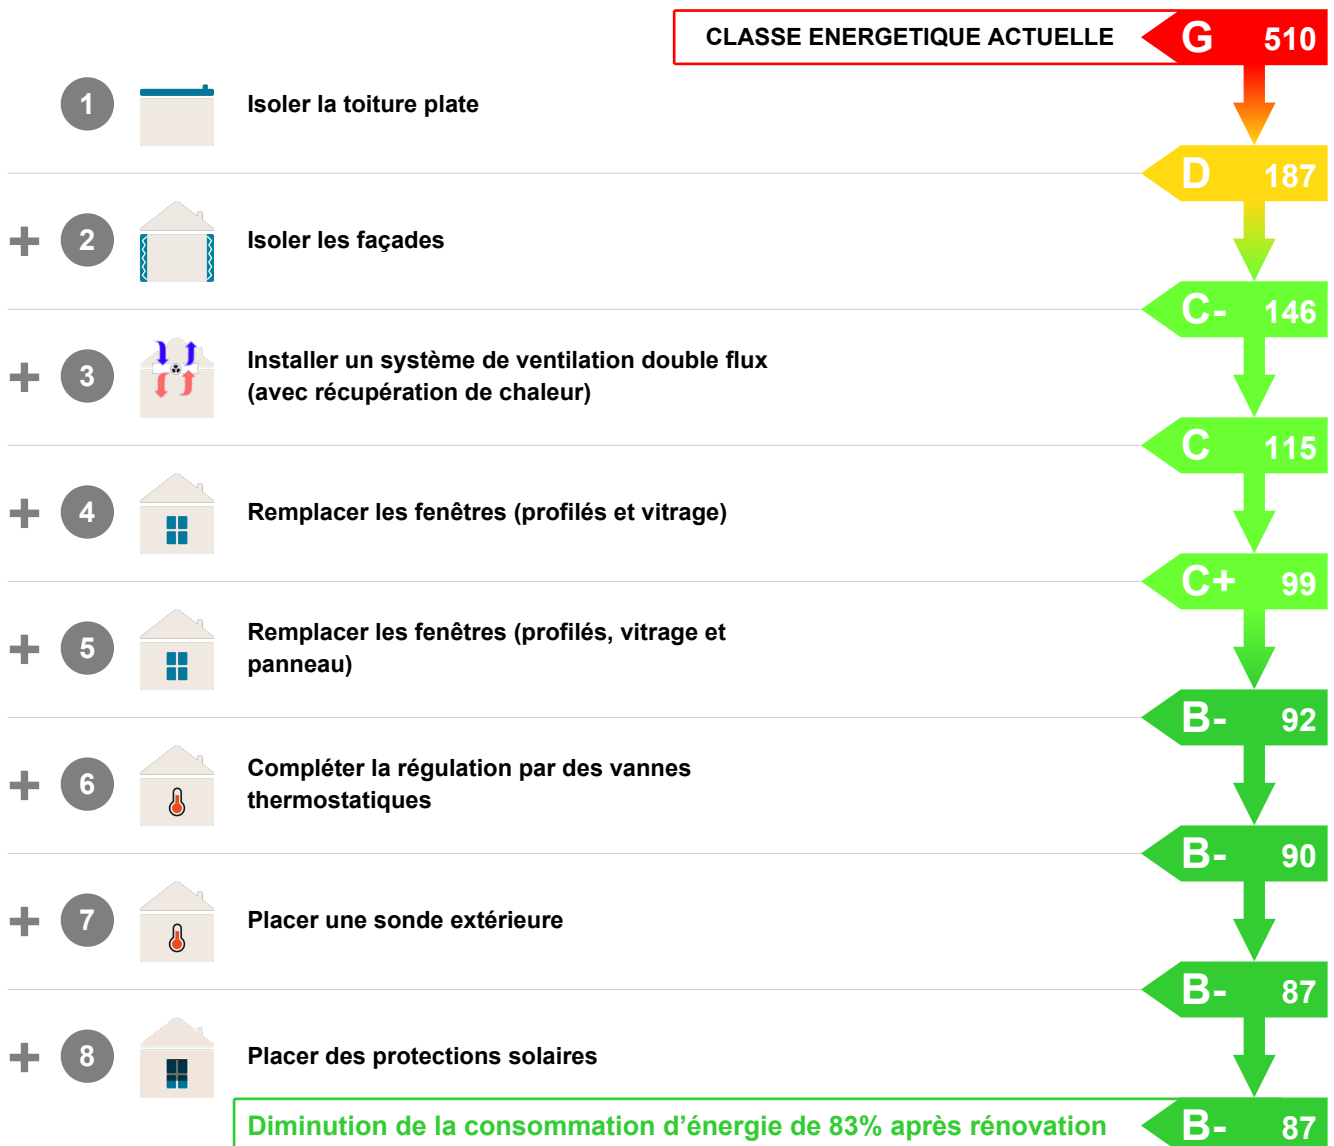 CLASSE ENERGETIQUE ACTUELLE G 510
1 Isoler la toiture plate
D 187
+ 2 Isoler les façades
C- 146
+ 3 Installer un système de ventilation double flux
(avec récupération de chaleur)
C 115
+ 4 Remplacer les fenêtres (profilés et vitrage)
C+ 99
+ 5 Remplacer les fenêtres (profilés, vitrage et
panneau)
B- 92
+ 6 Compléter la régulation par des vannes
thermostatiques
B- 90
+ 7 Placer une sonde extérieure
B- 87
+ 8 Placer des protections solaires
Diminution de la consommation d’énergie de 83% après rénovation B- 87